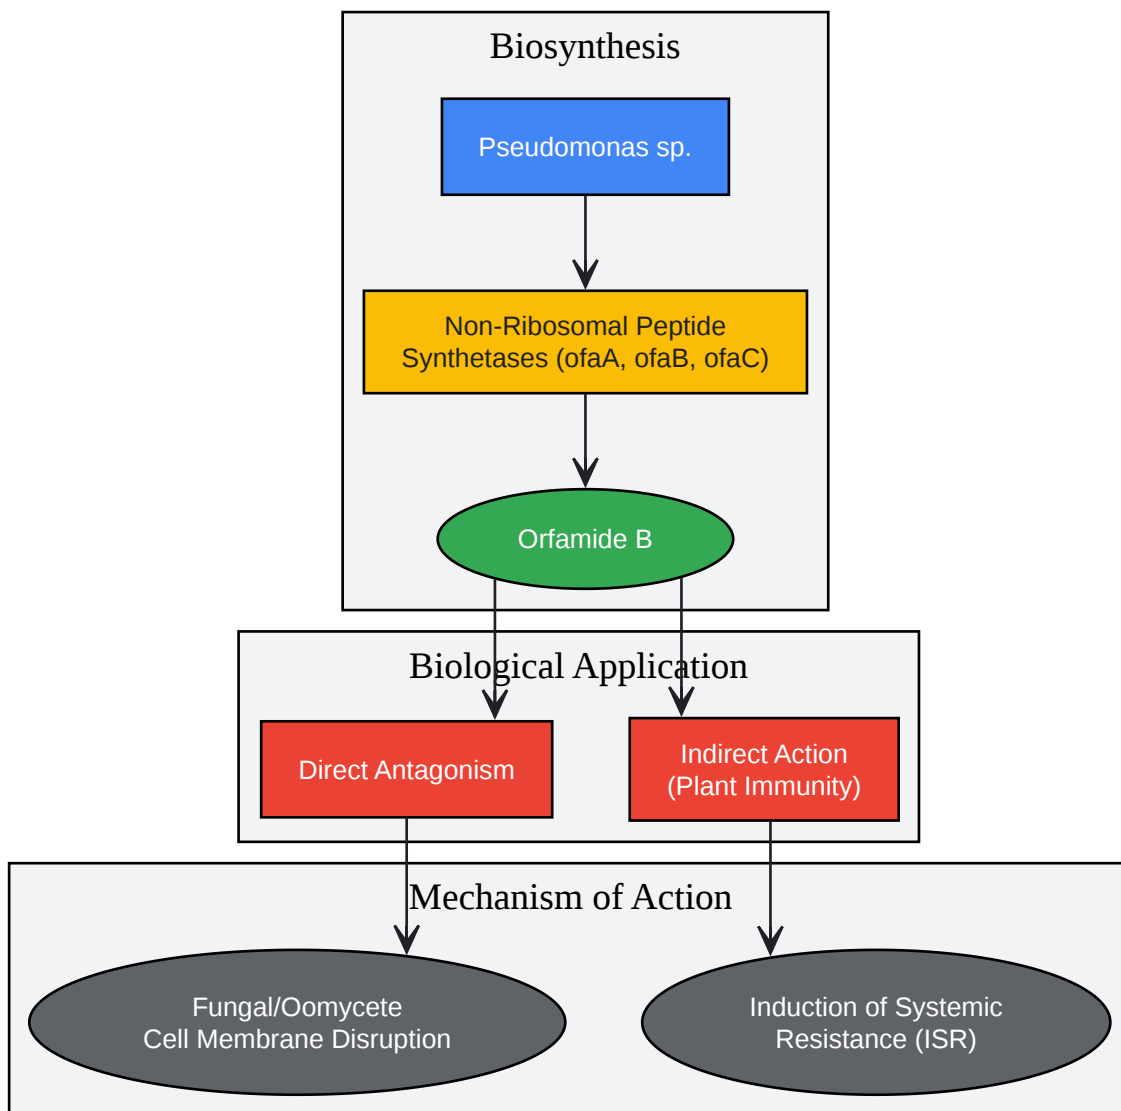 Biosynthesis
Pseudomonas sp.
Non-Ribosomal Peptide
Synthetases (ofaA, ofaB, ofaC)
Orfamide B
Biological Application
Direct Antagonism
Indirect Action
(Plant Immunity)
Mechanism of Action
Fungal/Oomycete
Cell Membrane Disruption
Induction of Systemic
Resistance (ISR)